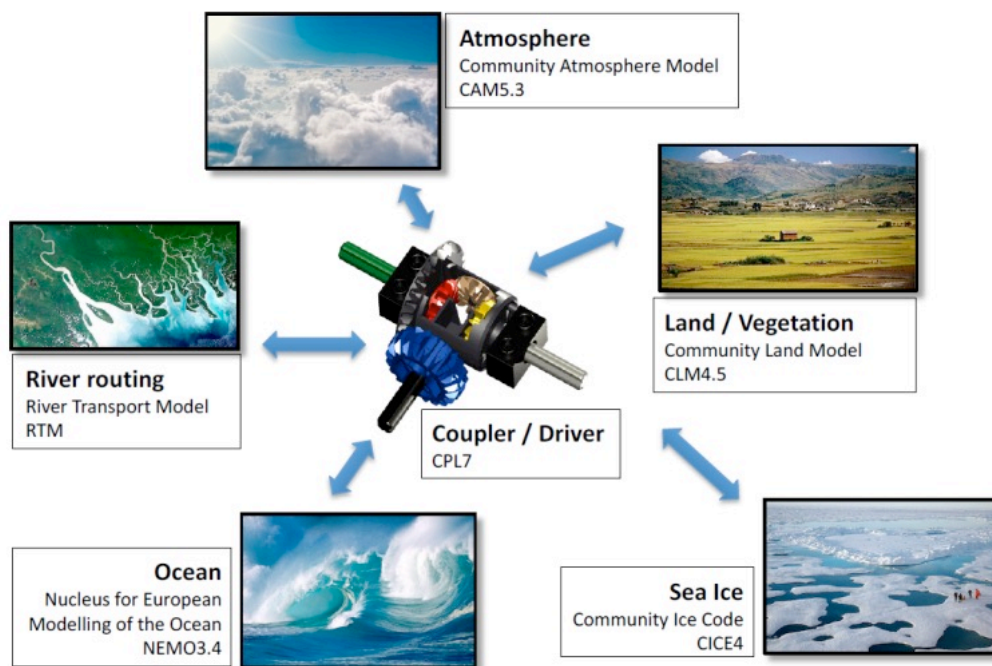 Atmosphere
Community Atmosphere Model
CAM5.3
Land / Vegetation
Community Land Model
CLM4.5
River routing
River Transport Model
RTM
Coupler / Driver
CPL7
Ocean
Nucleus for European
Modelling of the Ocean
NEMO3.4
Sea Ice
Community Ice Code
CICE4